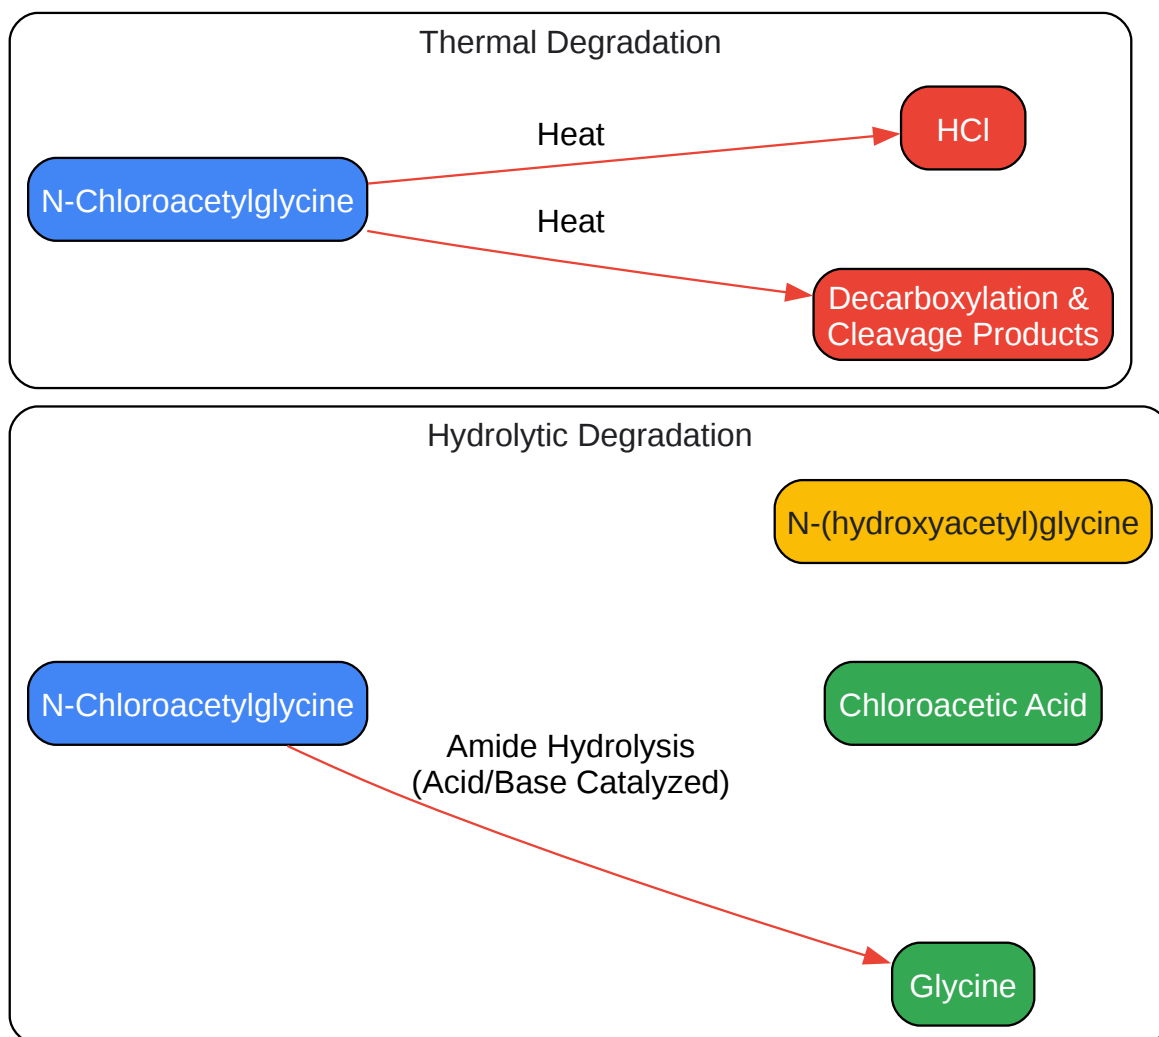 Thermal Degradation
Heat
HCl
N-Chloroacetylglycine
Heat
Decarboxylation &
Cleavage Products
Hydrolytic Degradation
N-(hydroxyacetyl)glycine
N-Chloroacetylglycine
Chloroacetic Acid
Amide Hydrolysis
(Acid/Base Catalyzed)
Glycine